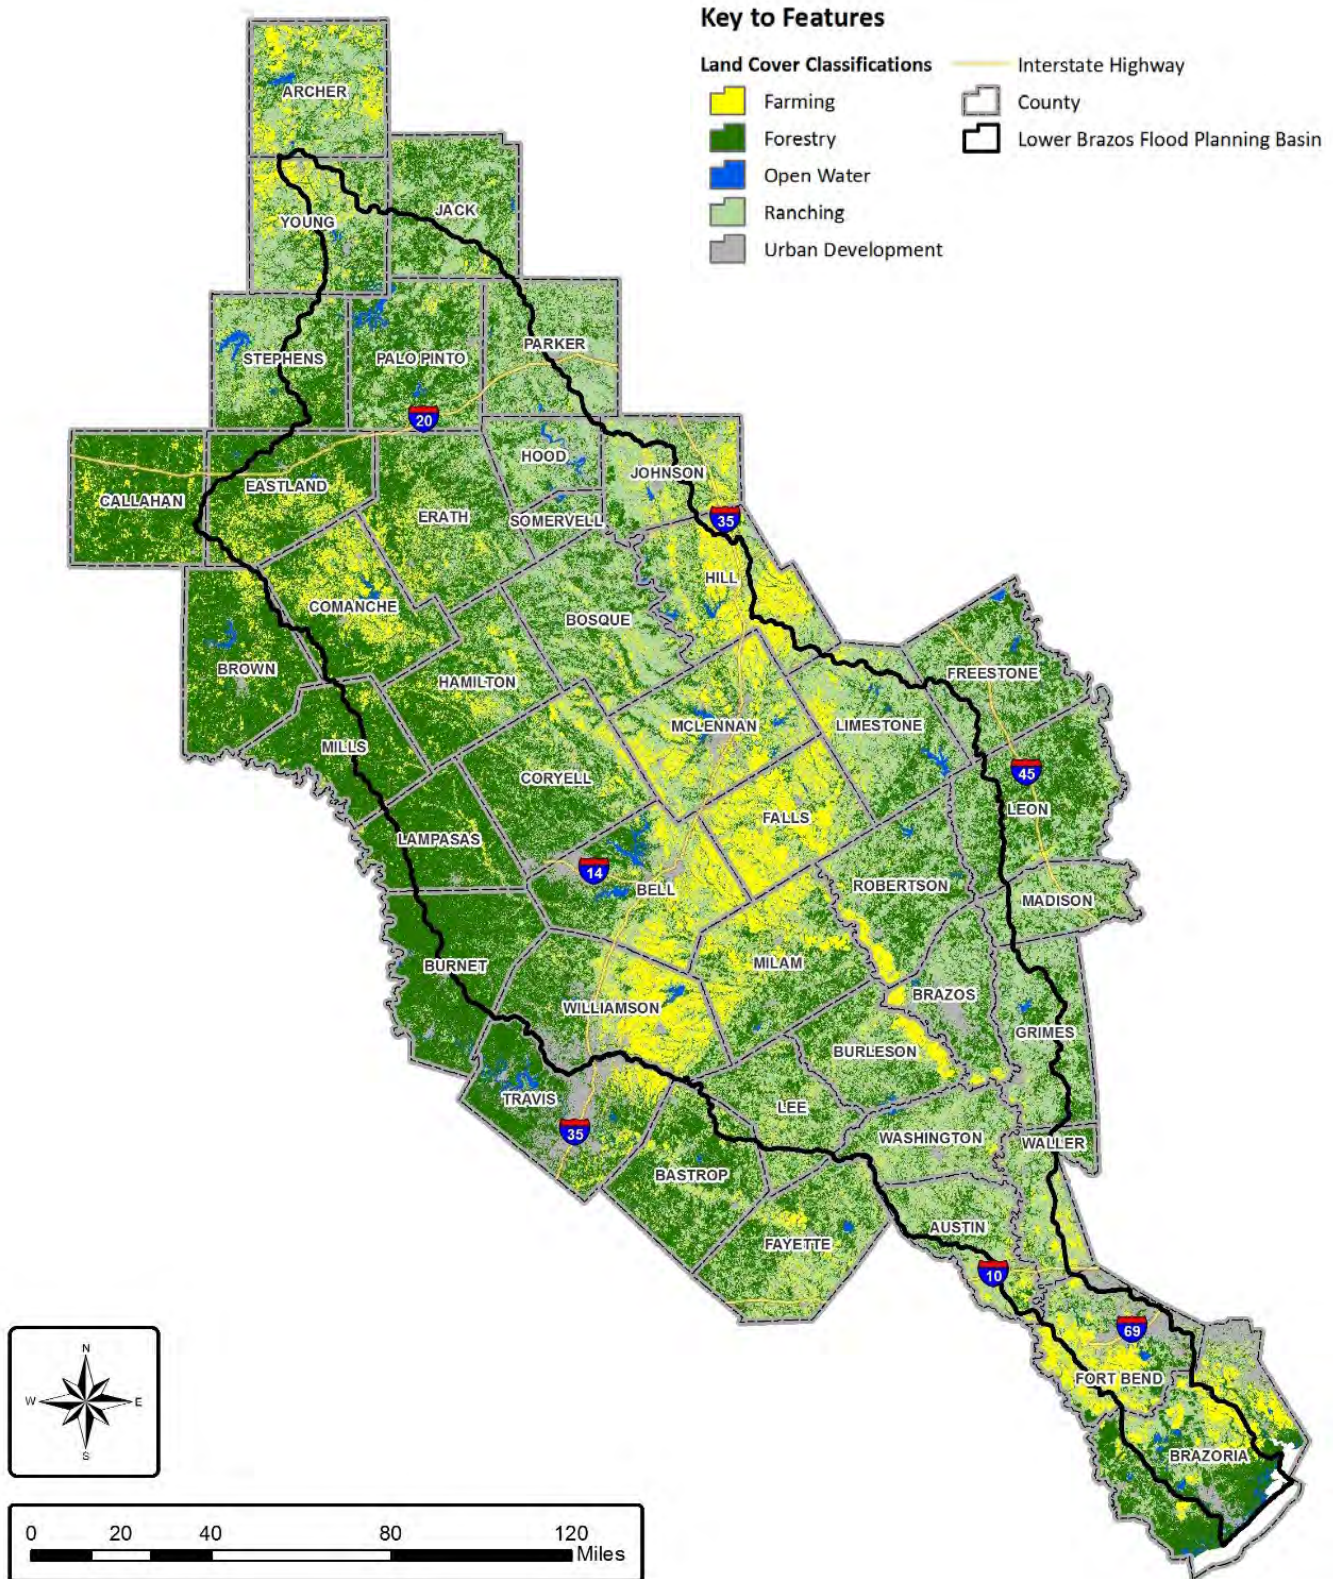 Key to Features
Land Cover Classifications
Farming
Forestry
Open Water
Ranching
Urban Development
Interstate Highway
County
Lower Brazos Flood Planning Basin
ARCHER
YOUNG
JACK
STEPHENS
PALO PINTO
PARKER
20
CALLAHAN
EASTLAND
ERATH
HOOD
SOMERVELL
JOHNSON
35
HILL
COMANCHE
BOSQUE
BROWN
HAMILTON
FREESTONE
MILLS
MCLENNAN
LIMESTONE
45
CORYELL
FALLS
LEON
LAMPASAS
14
BELL
ROBERTSON
MADISON
BURNET
MILAM
WILLIAMSON
BRAZOS
GRIMES
BURLESON
TRAVIS
35
LEE
WASHINGTON
WALLER
BASTROP
AUSTIN
FAYETTE
10
69
FORT BEND
BRAZORIA
N
W
E
S
0 20 40 80 120
Miles